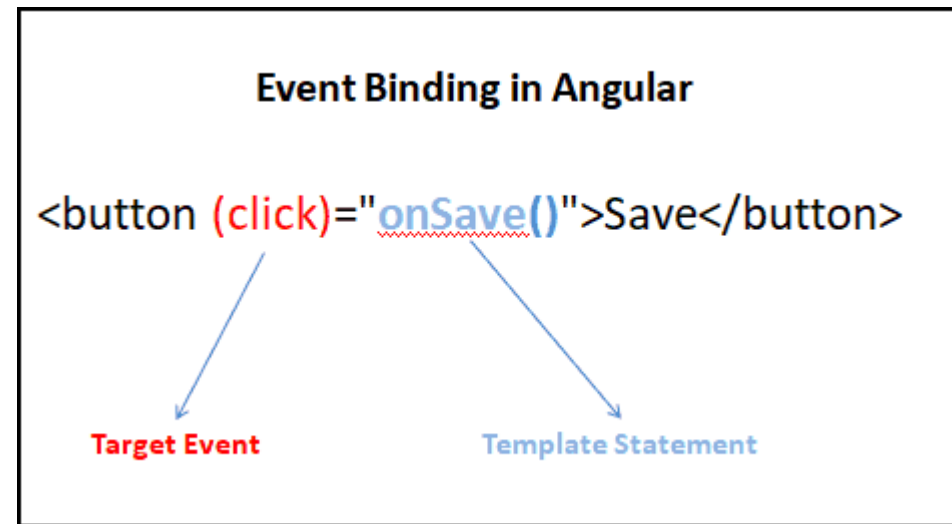 Event Binding in Angular
<button (click)="onSave()">Save</button>
Target Event
Template Statement